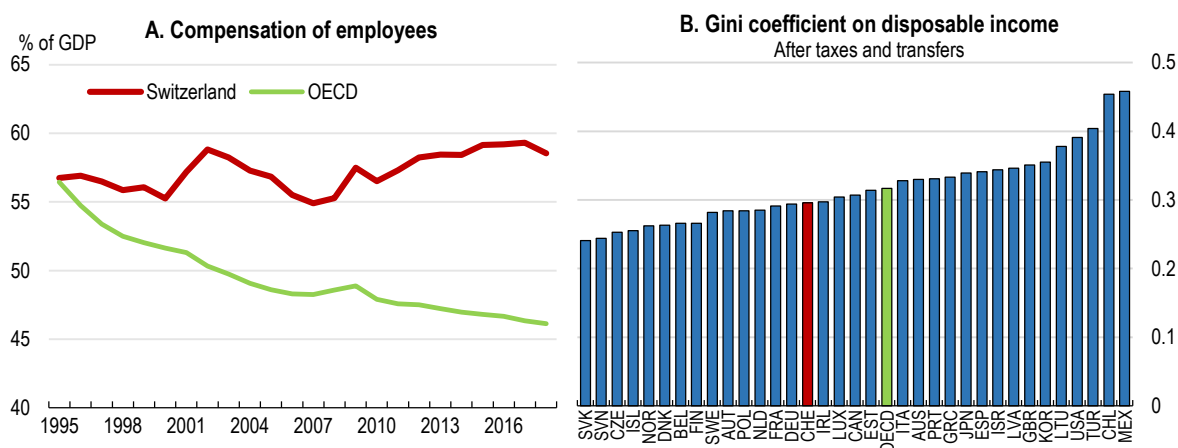 A. Compensation of employees
% of GDP
65
Switzerland OECD
60
55
50
45
40
1995 1998 2001 2004 2007 2010 2013 2016
B. Gini coefficient on disposable income
After taxes and transfers
0.5
0.4
0.3
0.2
0.1
0
SVK SVN CZE ISL NOR DNK BEL FIN SWE AUT POL NLD FRA DEU CHE IRL LUX CAN EST OECD ITA AUS PRT GRC JPN ESP ISR LVA GBR KOR LTU USA TUR CHL MEX